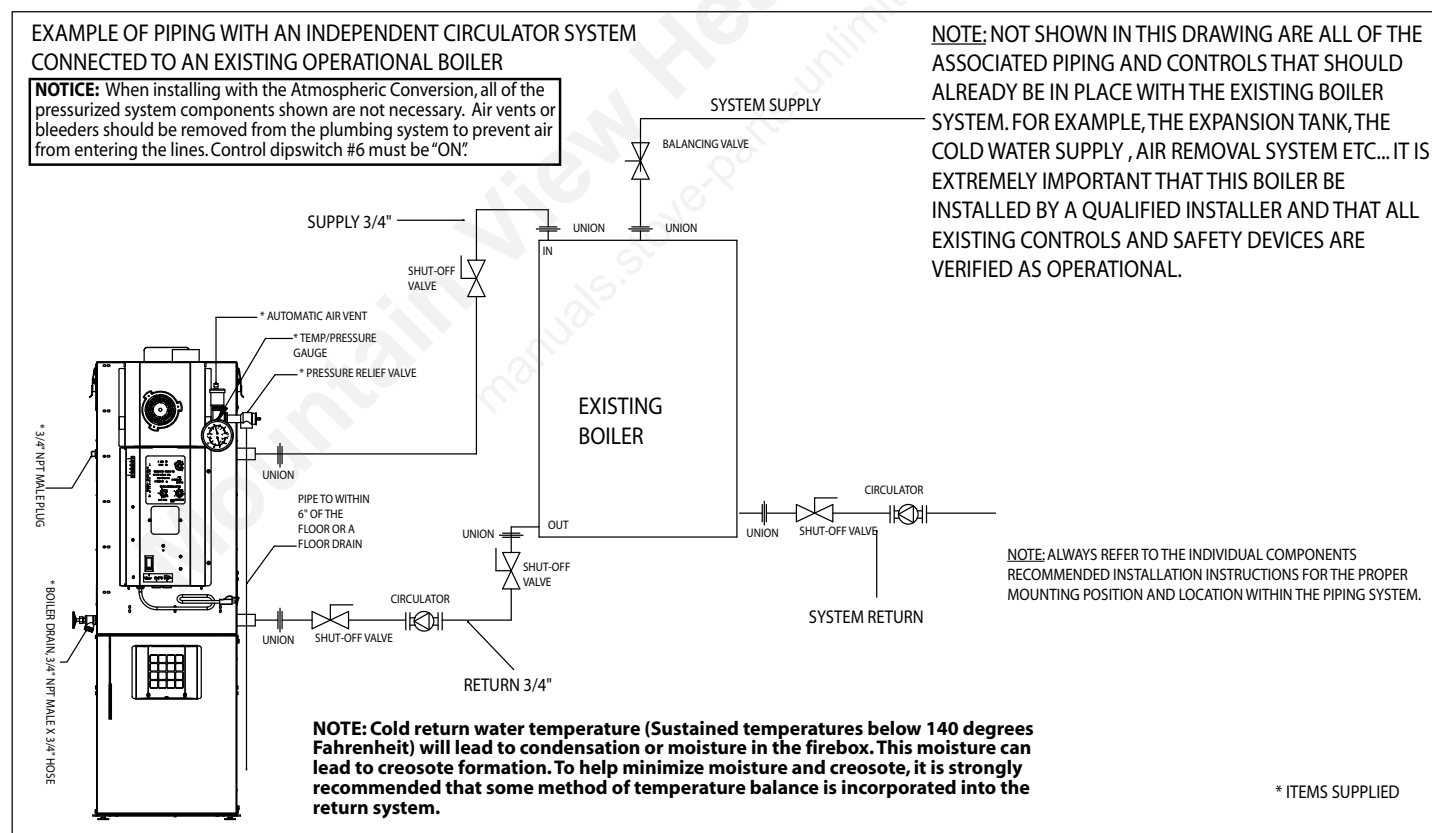 EXAMPLE OF PIPING WITH AN INDEPENDENT CIRCULATOR SYSTEM
CONNECTED TO AN EXISTING OPERATIONAL BOILER
NOTICE: When installing with the Atmospheric Conversion, all of the
pressurized system components shown are not necessary. Air vents or
bleeders should be removed from the plumbing system to prevent air
from entering the lines. Control dipswitch #6 must be "ON".
NOTE: NOT SHOWN IN THIS DRAWING ARE ALL OF THE
ASSOCIATED PIPING AND CONTROLS THAT SHOULD
ALREADY BE IN PLACE WITH THE EXISTING BOILER
SYSTEM. FOR EXAMPLE, THE EXPANSION TANK, THE
COLD WATER SUPPLY , AIR REMOVAL SYSTEM ETC... IT IS
EXTREMELY IMPORTANT THAT THIS BOILER BE
INSTALLED BY A QUALIFIED INSTALLER AND THAT ALL
EXISTING CONTROLS AND SAFETY DEVICES ARE
VERIFIED AS OPERATIONAL.
SYSTEM SUPPLY
BALANCING VALVE
SUPPLY 3/4"
UNION
UNION
IN
SHUT-OFF
VALVE
* AUTOMATIC AIR VENT
* TEMP/PRESSURE
GAUGE
* PRESSURE RELIEF VALVE
EXISTING
BOILER
* 3/4" NPT MALE PLUG
UNION
PIPE TO WITHIN
6" OF THE
FLOOR OR A
FLOOR DRAIN
CIRCULATOR
OUT
UNION
UNION
SHUT-OFF VALVE
SHUT-OFF
VALVE
NOTE: ALWAYS REFER TO THE INDIVIDUAL COMPONENTS
RECOMMENDED INSTALLATION INSTRUCTIONS FOR THE PROPER
MOUNTING POSITION AND LOCATION WITHIN THE PIPING SYSTEM.
* BOILER DRAIN, 3/4" NPT MALE X 3/4" HOSE
CIRCULATOR
SYSTEM RETURN
UNION
SHUT-OFF VALVE
RETURN 3/4"
NOTE: Cold return water temperature (Sustained temperatures below 140 degrees
Fahrenheit) will lead to condensation or moisture in the firebox. This moisture can
lead to creosote formation. To help minimize moisture and creosote, it is strongly
recommended that some method of temperature balance is incorporated into the
return system.
* ITEMS SUPPLIED
Mountain View Hea
manuals.stove-parts-unlimit